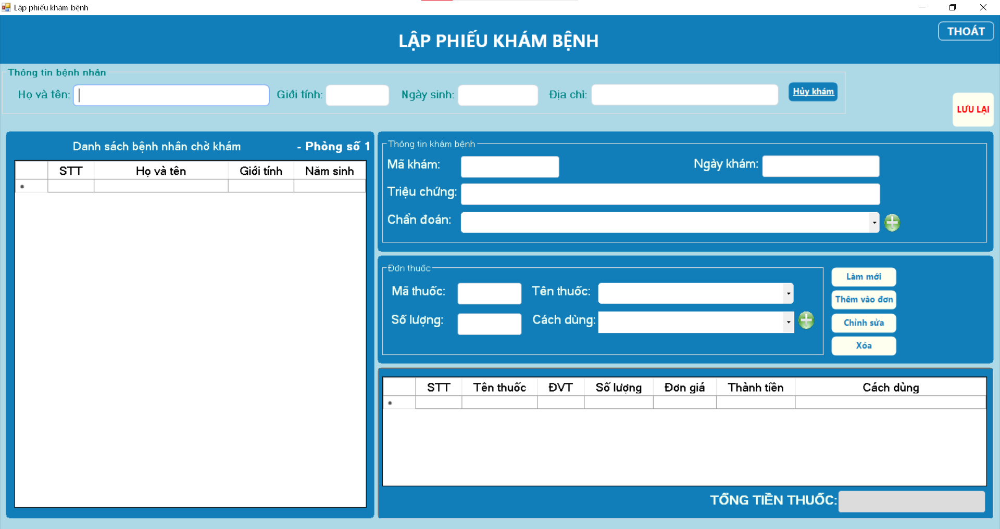 Lập phiếu khám bệnh
LẬP PHIẾU KHÁM BỆNH
THOÁT
Thông tin bệnh nhân
Họ và tên: Giới tính: Ngày sinh: Địa chỉ: Hủy khám
LƯU LẠI
Danh sách bệnh nhân chờ khám - Phòng số 1
STT Họ và tên Giới tính Năm sinh
Thông tin khám bệnh
Mã khám: Ngày khám:
Triệu chứng:
Chẩn đoán:
Đơn thuốc
Mã thuốc: Tên thuốc:
Số lượng: Cách dùng:
Làm mới
Thêm vào đơn
Chỉnh sửa
Xóa
STT Tên thuốc ĐVT Số lượng Đơn giá Thành tiền Cách dùng
TỔNG TIỀN THUỐC: